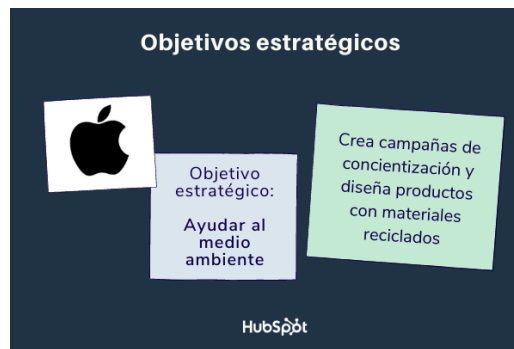 Objetivos estratégicos
Objetivo
estratégico:
Ayudar al
medio
ambiente
Crea campañas de
concientización y
diseña productos
con materiales
reciclados
HubSpot